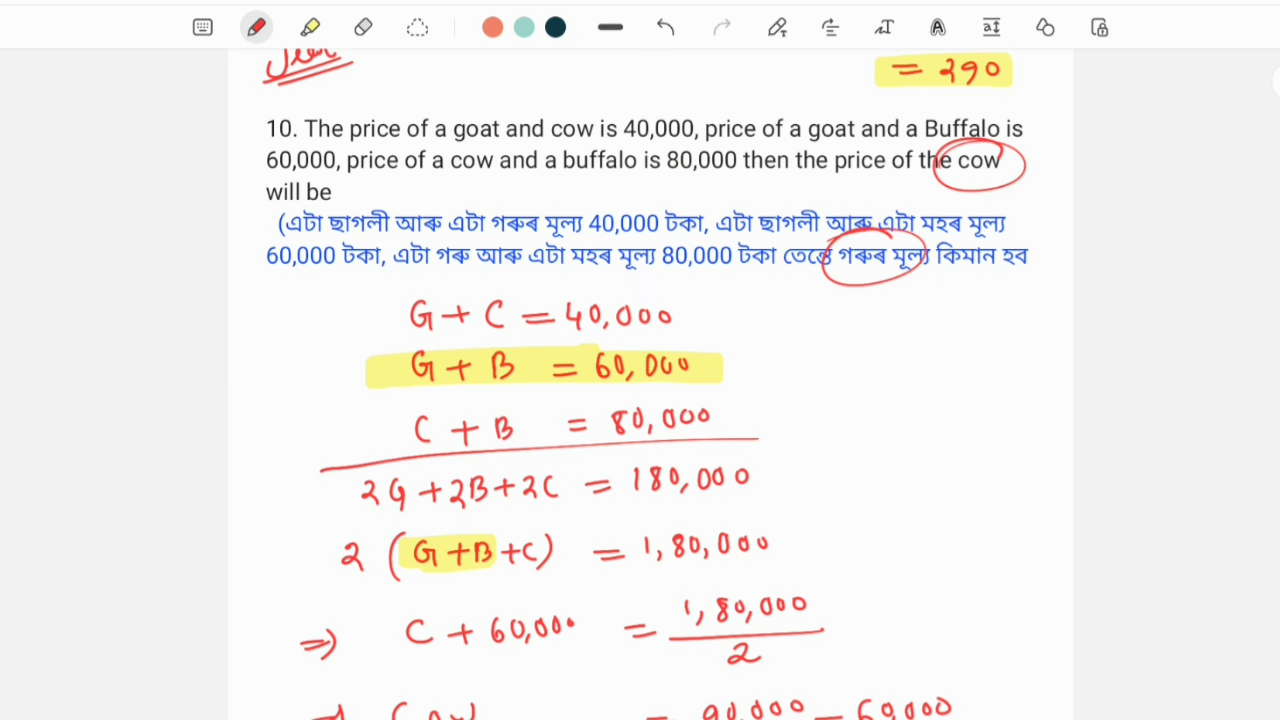 = 290
10. The price of a goat and cow is 40,000, price of a goat and a Buffalo is
60,000, price of a cow and a buffalo is 80,000 then the price of the cow
will be
(এটা ছাগলী আৰু এটা গৰুৰ মূল্য 40,000 টকা, এটা ছাগলী আৰু এটা মহৰ মূল্য
60,000 টকা, এটা গৰু আৰু এটা মহৰ মূল্য 80,000 টকা তেন্তে গৰুৰ মূল্য কিমান হব
G + C = 40,000
G + B = 60,000
C + B = 80,000
2G + 2B + 2C = 180,000
2 (G + B + C) = 1,80,000
⇒) C + 60,000 = 1,80,000 / 2
= 90,000 - 60,000